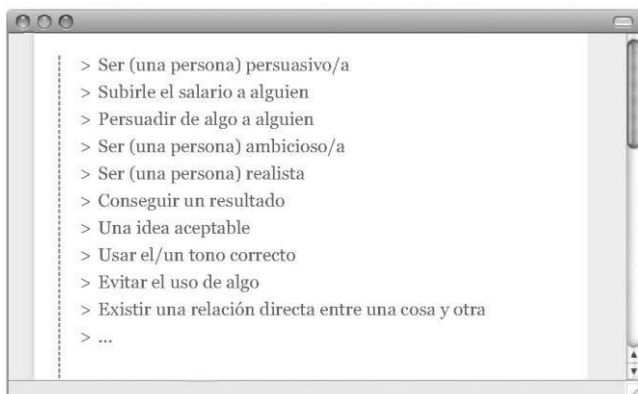 > Ser (una persona) persuasivo/a
> Subirle el salario a alguien
> Persuadir de algo a alguien
> Ser (una persona) ambicioso/a
> Ser (una persona) realista
> Conseguir un resultado
> Una idea aceptable
> Usar el/un tono correcto
> Evitar el uso de algo
> Existir una relación directa entre una cosa y otra
> ...